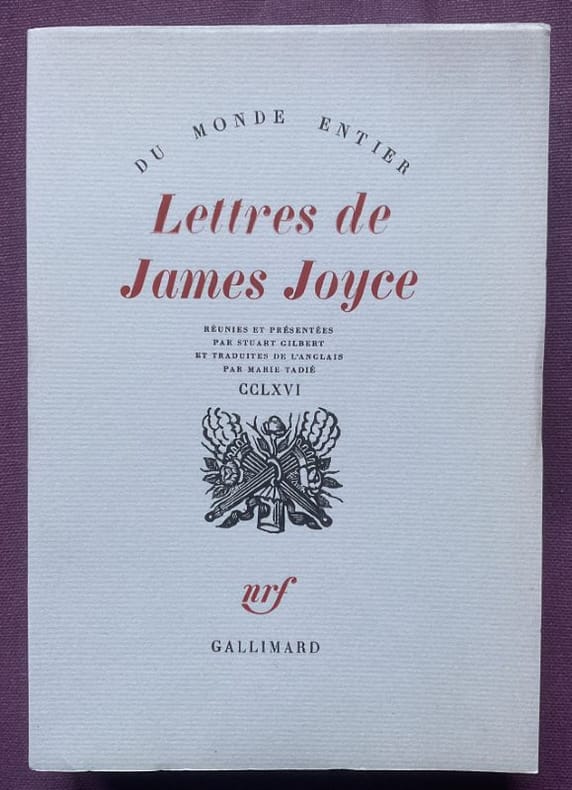 DU MONDE ENTIER
Lettres de
James Joyce
RÉUNIES ET PRÉSENTÉES
PAR STUART GILBERT
ET TRADUITES DE L'ANGLAIS
PAR MARIE TADIÉ
CCLXVI
nrf
GALLIMARD